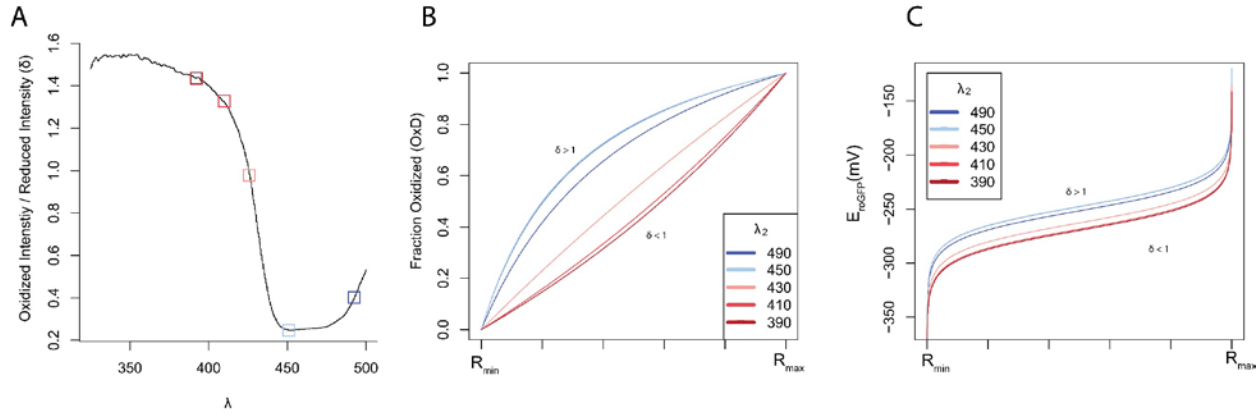 A
Oxidized Intenstiy / Reduced Intensity (δ)
1.6
1.4
1.2
1.0
0.8
0.6
0.4
0.2
350
400
450
500
λ
B
Fraction Oxidized (OxD)
1.0
0.8
0.6
0.4
0.2
0.0
δ > 1
δ < 1
λ2
490
450
430
410
390
Rmin
Rmax
C
EroGFP(mV)
−150
−200
−250
−300
−350
λ2
490
450
430
410
390
δ > 1
δ < 1
Rmin
Rmax